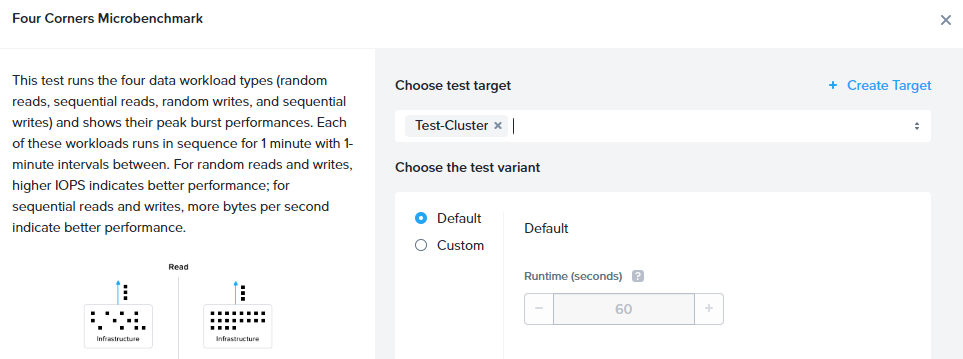 Four Corners Microbenchmark
This test runs the four data workload types (random
reads, sequential reads, random writes, and sequential
writes) and shows their peak burst performances. Each
of these workloads runs in sequence for 1 minute with 1-
minute intervals between. For random reads and writes,
higher IOPS indicates better performance; for
sequential reads and writes, more bytes per second
indicate better performance.
Read
Infrastructure
Infrastructure
Choose test target
+ Create Target
Test-Cluster ×
Choose the test variant
Default
Custom
Default
Runtime (seconds) ?
− 60 +